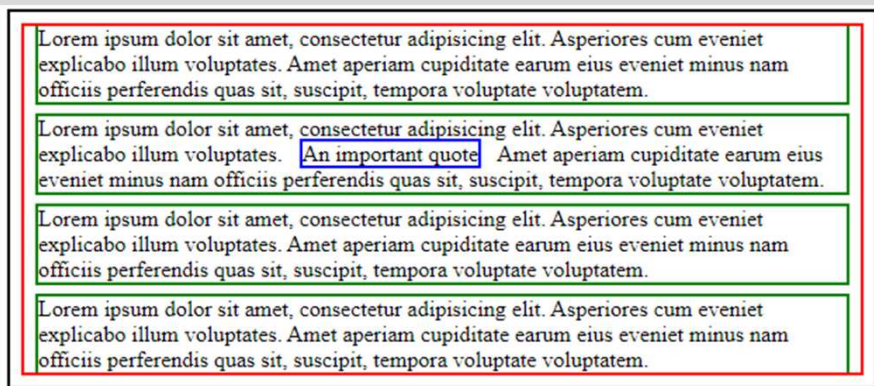 Lorem ipsum dolor sit amet, consectetur adipisicing elit. Asperiores cum eveniet
explicabo illum voluptates. Amet aperiam cupiditate earum eius eveniet minus nam
officiis perferendis quas sit, suscipit, tempora voluptate voluptatem.
Lorem ipsum dolor sit amet, consectetur adipisicing elit. Asperiores cum eveniet
explicabo illum voluptates. An important quote Amet aperiam cupiditate earum eius
eveniet minus nam officiis perferendis quas sit, suscipit, tempora voluptate voluptatem.
Lorem ipsum dolor sit amet, consectetur adipisicing elit. Asperiores cum eveniet
explicabo illum voluptates. Amet aperiam cupiditate earum eius eveniet minus nam
officiis perferendis quas sit, suscipit, tempora voluptate voluptatem.
Lorem ipsum dolor sit amet, consectetur adipisicing elit. Asperiores cum eveniet
explicabo illum voluptates. Amet aperiam cupiditate earum eius eveniet minus nam
officiis perferendis quas sit, suscipit, tempora voluptate voluptatem.